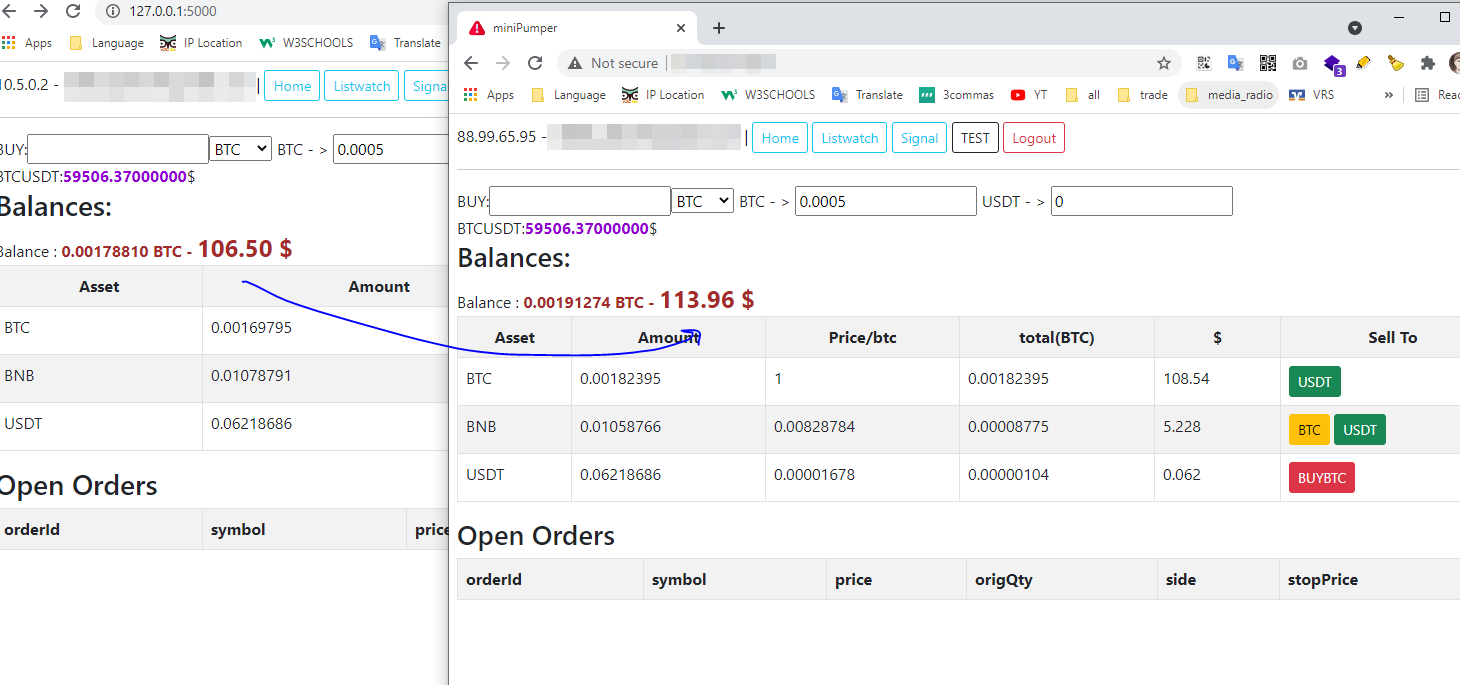 127.0.0.1:5000
Apps Language IP Location W3SCHOOLS Translate
10.5.0.2 - | Home Listwatch Signa
BUY: BTC BTC - > 0.0005
BTCUSDT:59506.37000000$
Balances:
Balance : 0.00178810 BTC - 106.50 $
Asset Amount
BTC 0.00169795
BNB 0.01078791
USDT 0.06218686
Open Orders
orderId symbol price
miniPumper
Not secure
3
Apps Language IP Location W3SCHOOLS Translate 3commas YT all trade media_radio VRS » Rea
88.99.65.95 - | Home Listwatch Signal TEST Logout
BUY: BTC BTC - > 0.0005 USDT - > 0
BTCUSDT:59506.37000000$
Balances:
Balance : 0.00191274 BTC - 113.96 $
Asset Amount Price/btc total(BTC) $ Sell To
BTC 0.00182395 1 0.00182395 108.54 USDT
BNB 0.01058766 0.00828784 0.00008775 5.228 BTC USDT
USDT 0.06218686 0.00001678 0.00000104 0.062 BUYBTC
Open Orders
orderId symbol price origQty side stopPrice